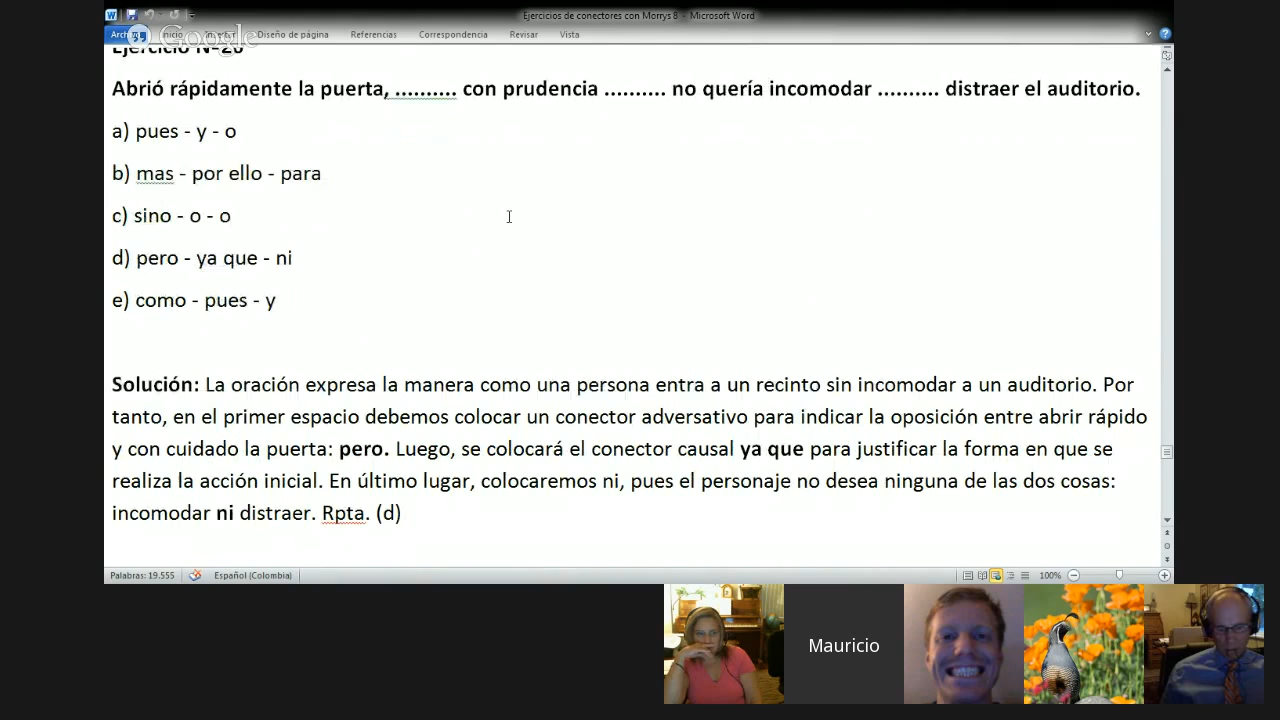 Ejercicios de conectores con Morrys 8 - Microsoft Word
Archivo Inicio Insertar Diseño de página Referencias Correspondencia Revisar Vista
Google
Ejercicio N=26
Abrió rápidamente la puerta, .......... con prudencia .......... no quería incomodar .......... distraer el auditorio.
a) pues - y - o
b) mas - por ello - para
c) sino - o - o
d) pero - ya que - ni
e) como - pues - y
Solución: La oración expresa la manera como una persona entra a un recinto sin incomodar a un auditorio. Por
tanto, en el primer espacio debemos colocar un conector adversativo para indicar la oposición entre abrir rápido
y con cuidado la puerta: pero. Luego, se colocará el conector causal ya que para justificar la forma en que se
realiza la acción inicial. En último lugar, colocaremos ni, pues el personaje no desea ninguna de las dos cosas:
incomodar ni distraer. Rpta. (d)
Palabras: 19.555 Español (Colombia) 100%
Mauricio